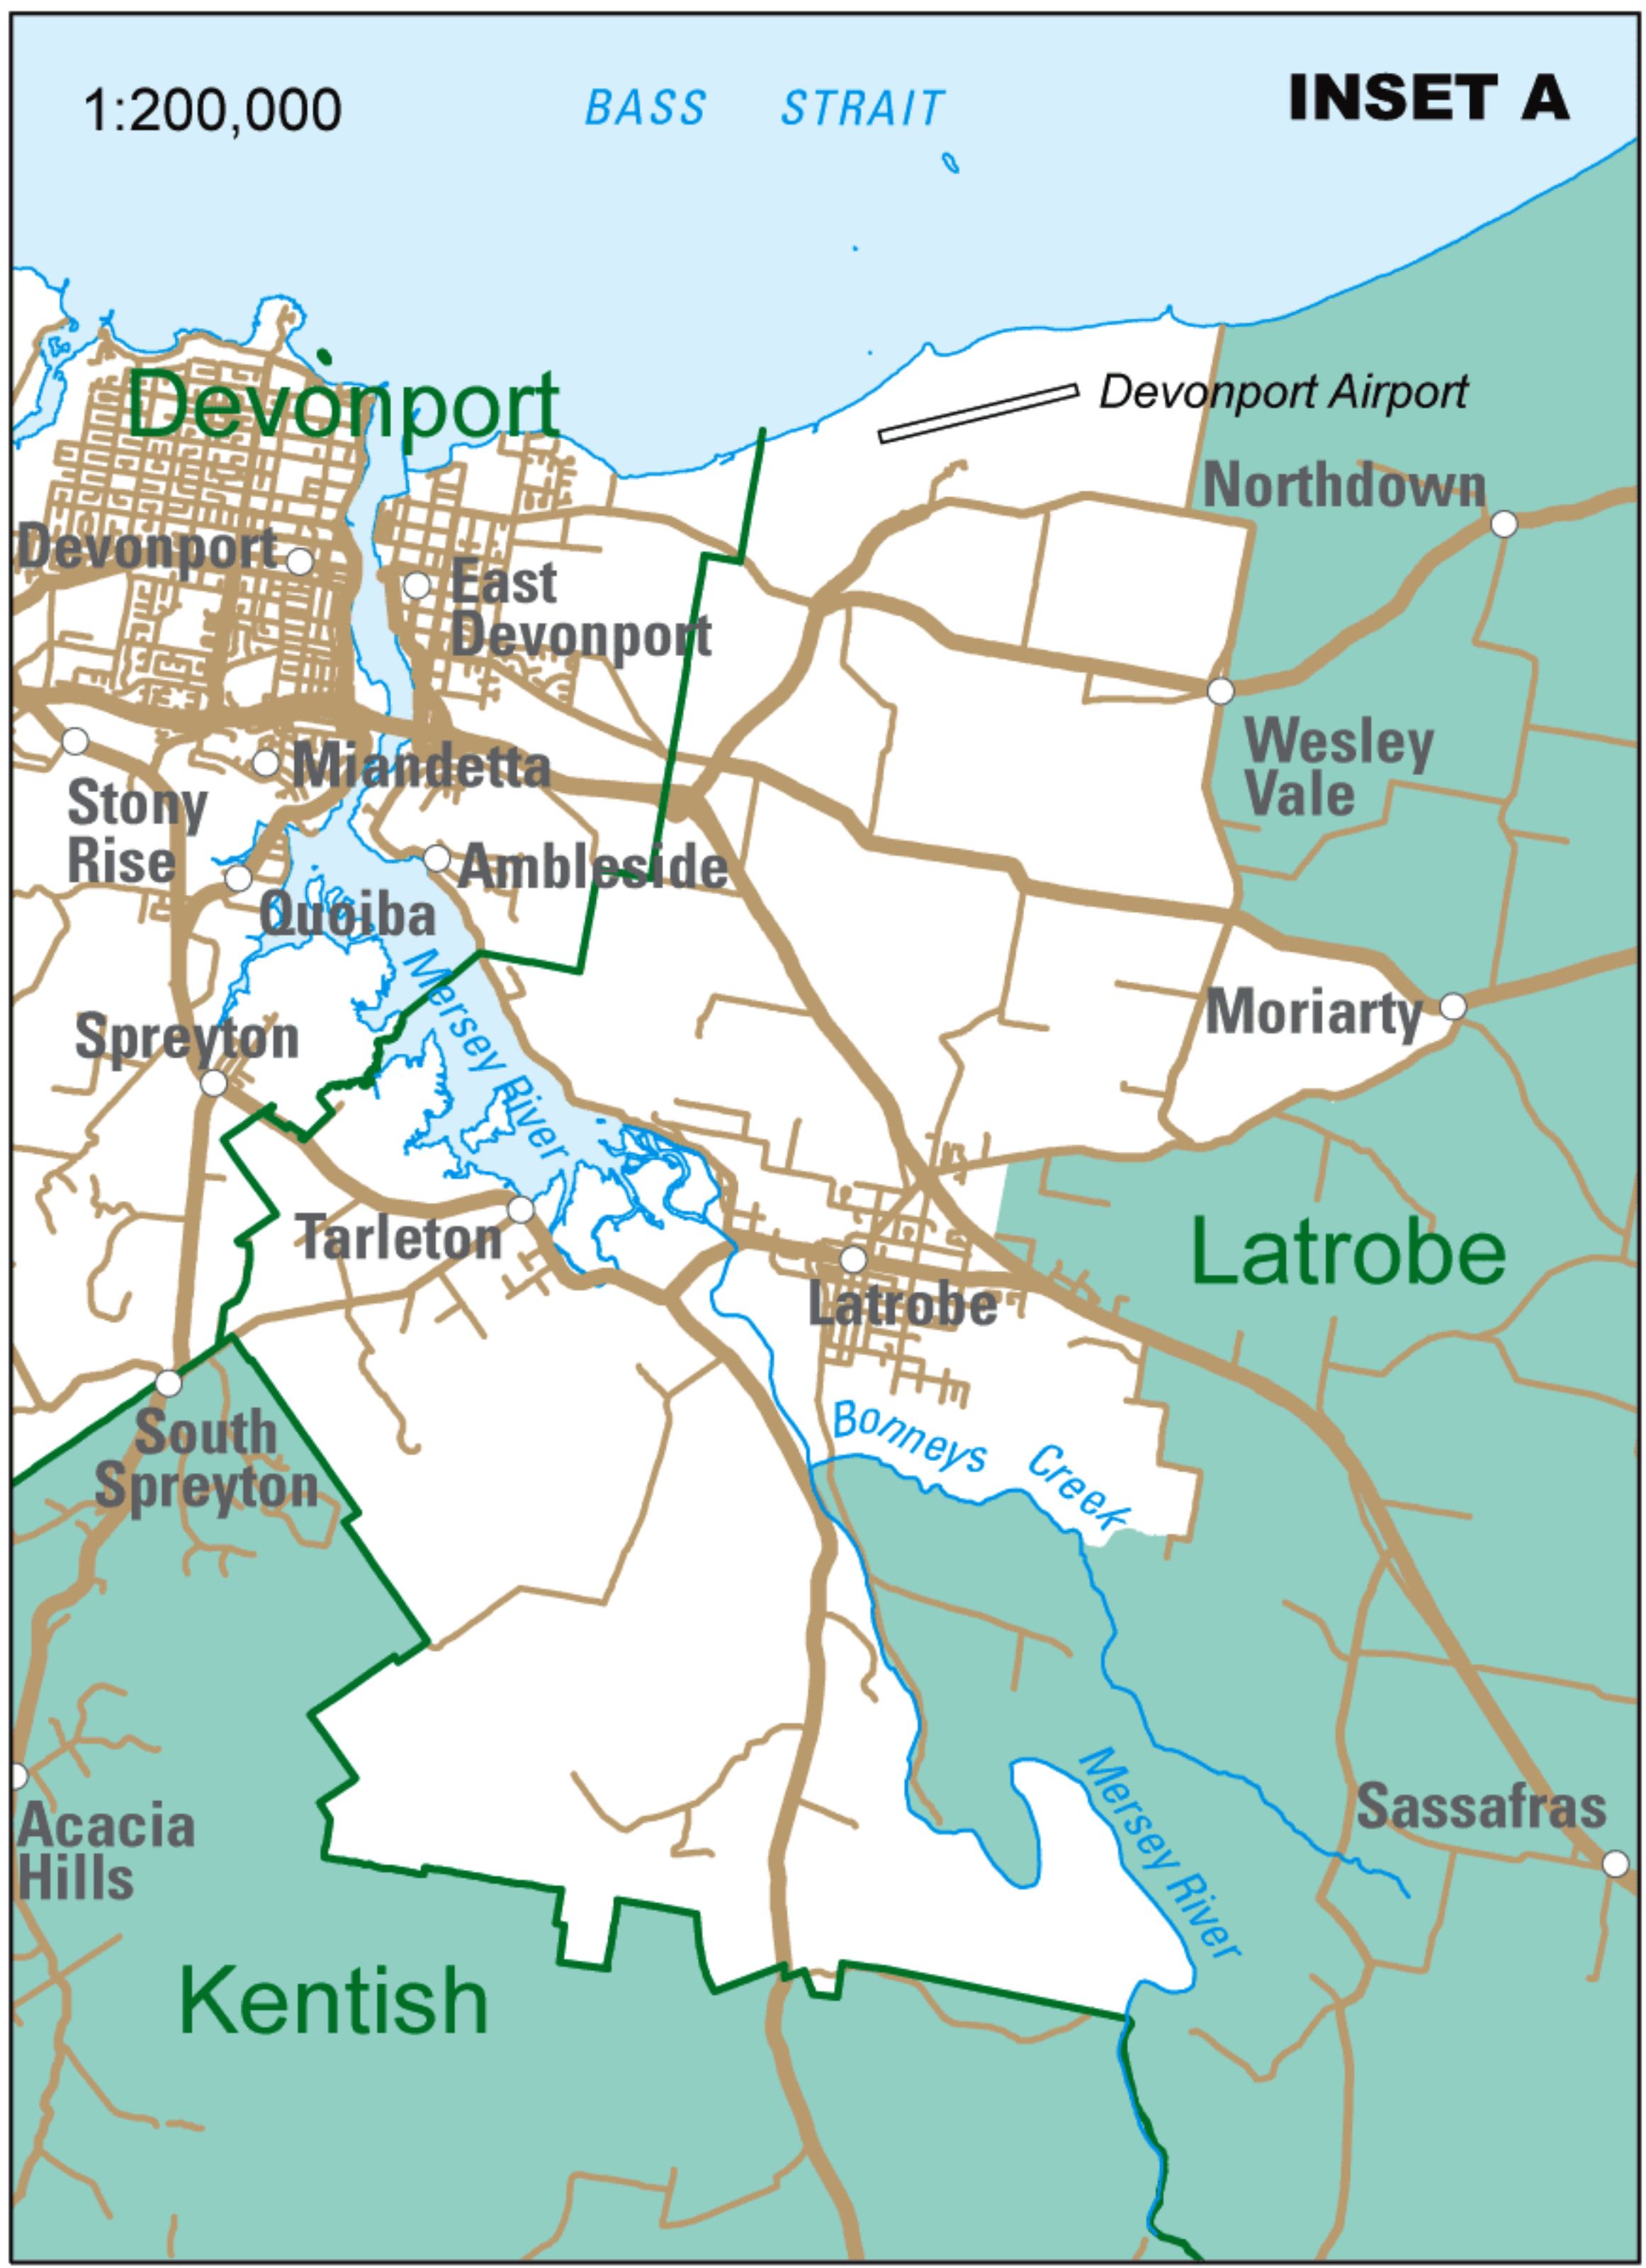 1:200,000
BASS STRAIT
INSET A
Devonport
Devonport Airport
Northdown
Devonport
East
Devonport
Wesley
Vale
Miandetta
Stony
Rise
Ambleside
Quoiba
Mersey River
Moriarty
Spreyton
Tarleton
Latrobe
Latrobe
South
Spreyton
Bonneys Creek
Mersey River
Sassafras
Acacia
Hills
Kentish